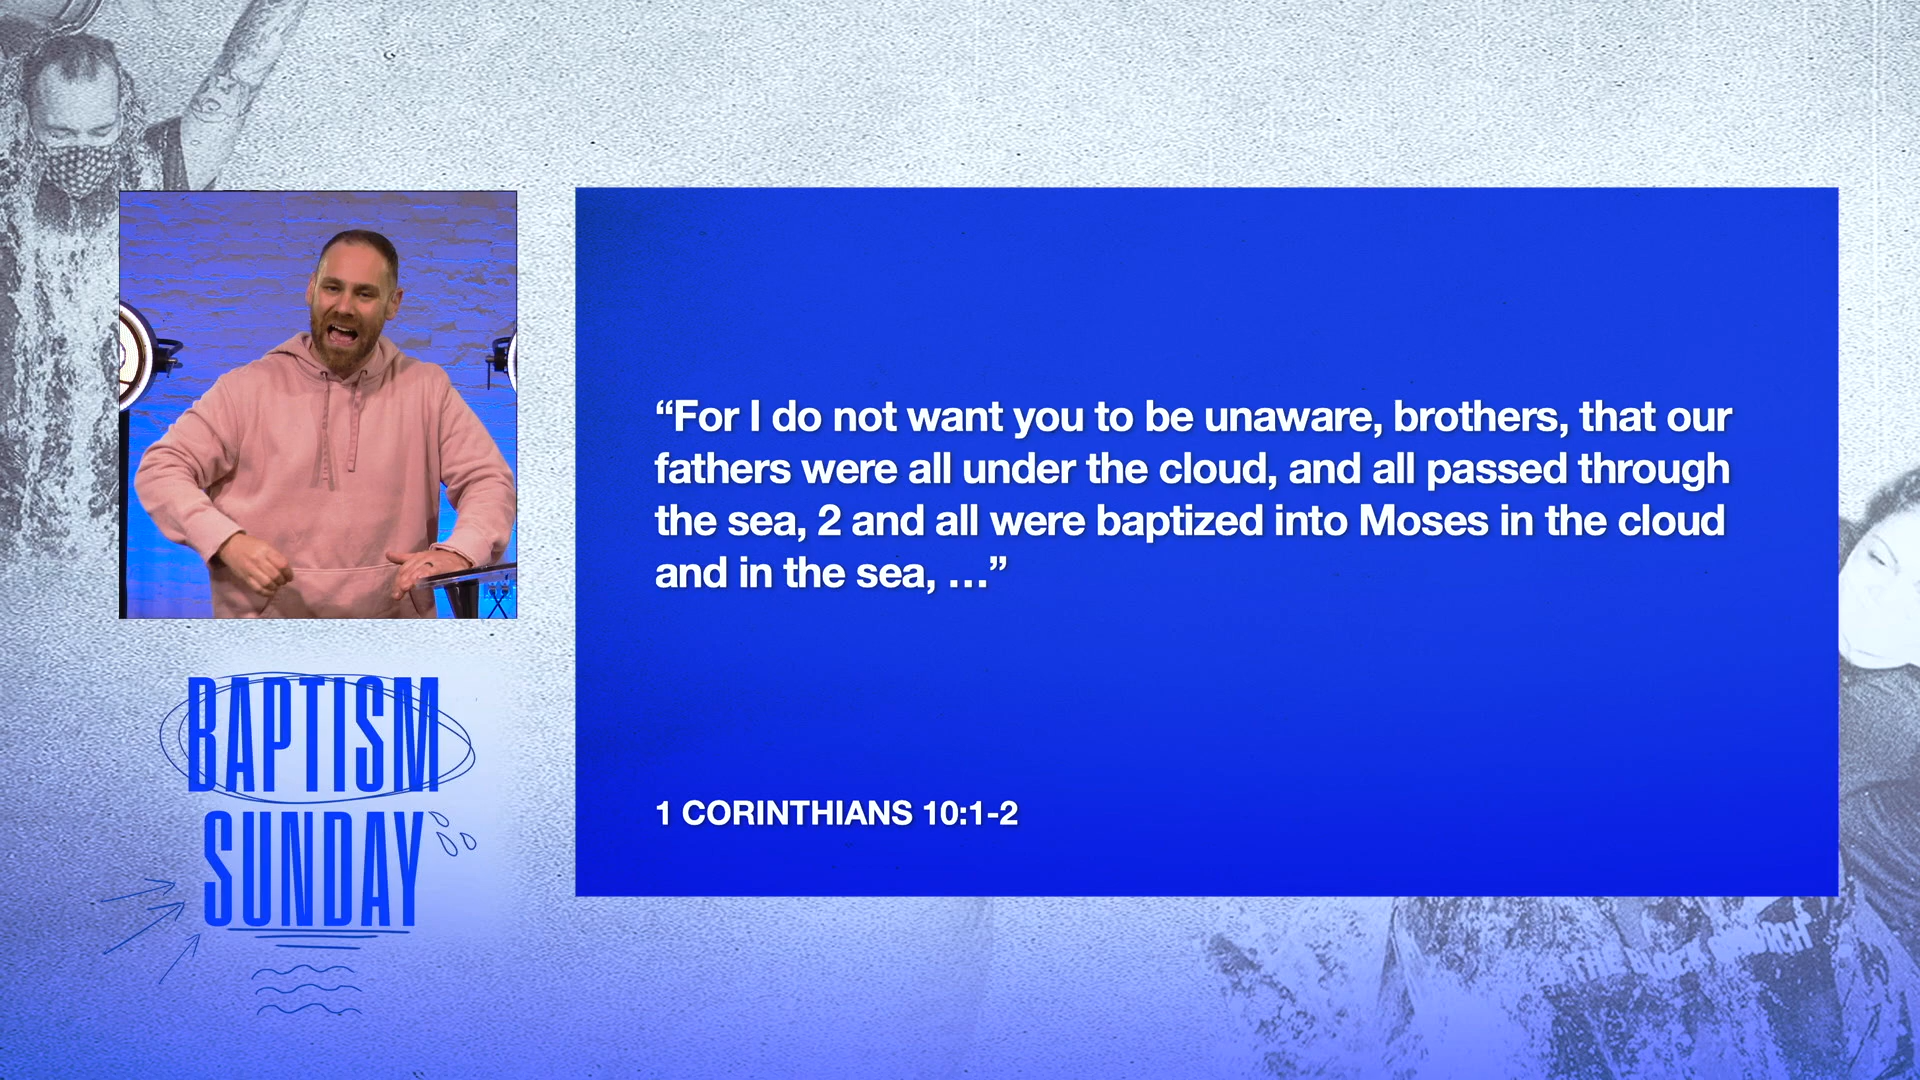 BAPTISM
SUNDAY
“For I do not want you to be unaware, brothers, that our
fathers were all under the cloud, and all passed through
the sea, 2 and all were baptized into Moses in the cloud
and in the sea, …”
1 CORINTHIANS 10:1-2